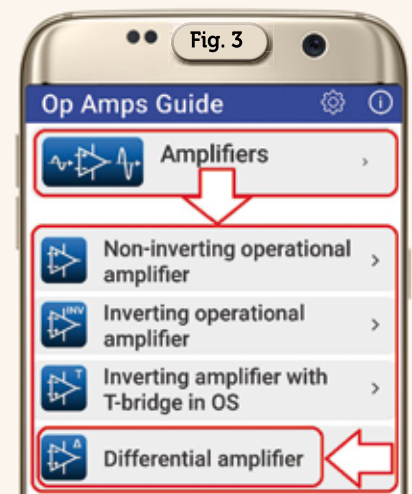 Fig. 3
Op Amps Guide
Amplifiers
Non-inverting operational
amplifier
INV
Inverting operational
amplifier
T
Inverting amplifier with
T-bridge in OS
Δ
Differential amplifier